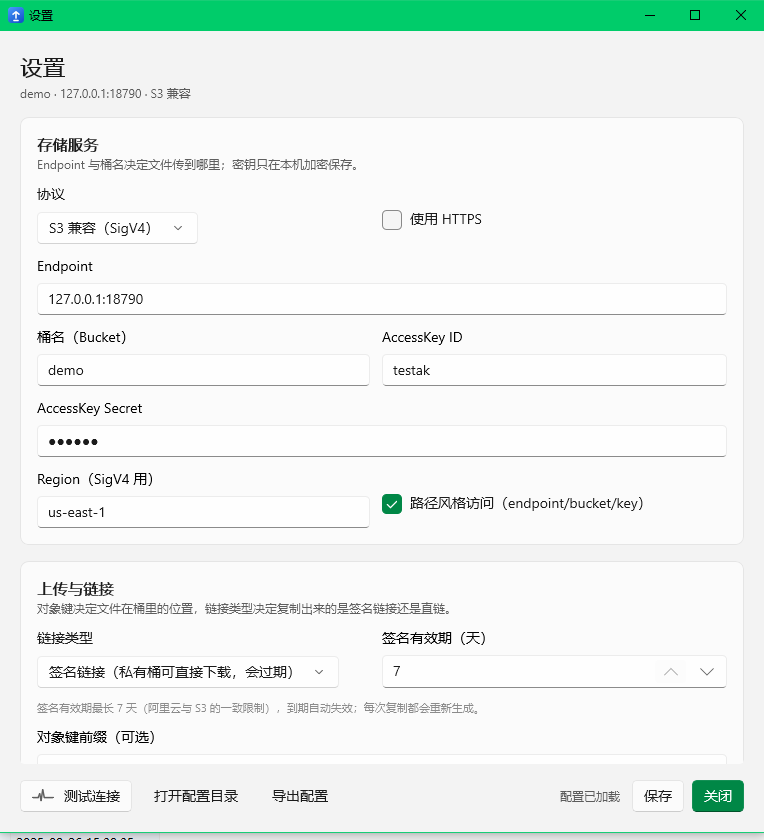 设置
设置
demo · 127.0.0.1:18790 · S3 兼容
存储服务
Endpoint 与桶名决定文件传到哪里；密钥只在本机加密保存。
协议
S3 兼容（SigV4）
使用 HTTPS
Endpoint
127.0.0.1:18790
桶名（Bucket）
AccessKey ID
demo
testak
AccessKey Secret
●●●●●●
Region（SigV4 用）
us-east-1
路径风格访问（endpoint/bucket/key）
上传与链接
对象键决定文件在桶里的位置，链接类型决定复制出来的是签名链接还是直链。
链接类型
签名有效期（天）
签名链接（私有桶可直接下载，会过期）
7
签名有效期最长 7 天（阿里云与 S3 的一致限制），到期自动失效；每次复制都会重新生成。
对象键前缀（可选）
测试连接
打开配置目录
导出配置
配置已加载
保存
关闭